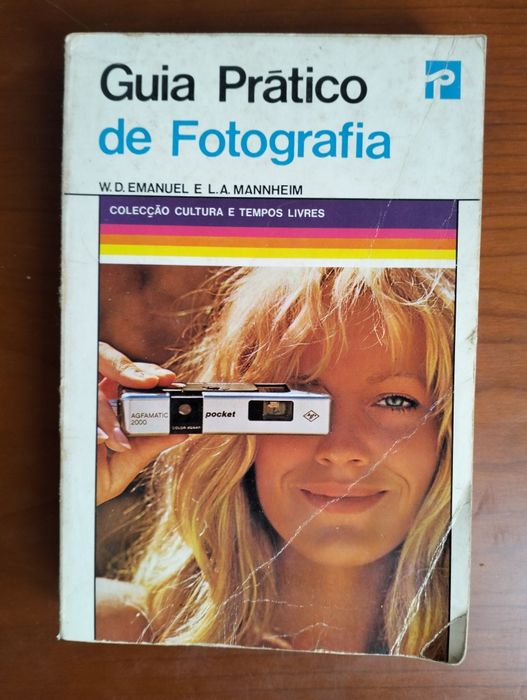 Guia Prático
de Fotografia
W. D. EMANUEL E L. A. MANNHEIM
COLECÇÃO CULTURA E TEMPOS LIVRES
AGFAMATIC
2000
pocket